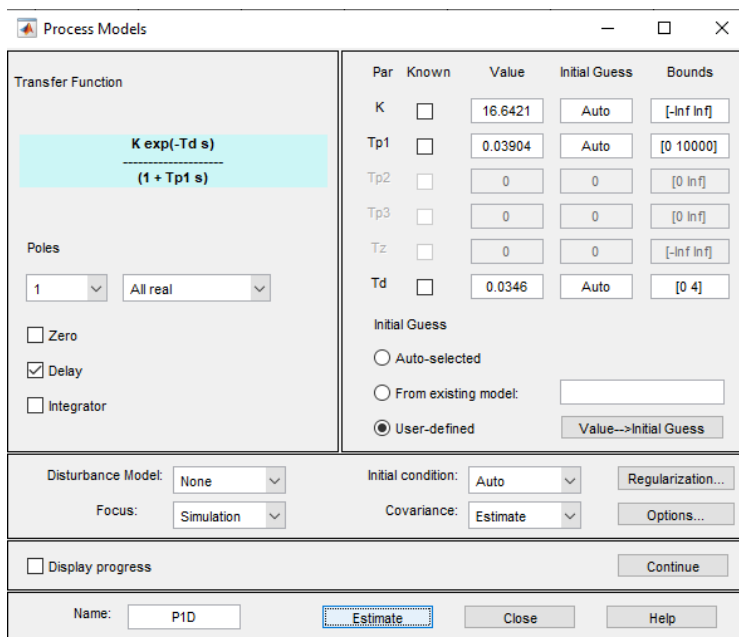 Process Models
Transfer Function
K exp(-Td s)
--------------------
(1 + Tp1 s)
Poles
1 All real
Zero
Delay
Integrator
Par Known Value Initial Guess Bounds
K 16.6421 Auto [-Inf Inf]
Tp1 0.03904 Auto [0 10000]
Tp2 0 0 [0 Inf]
Tp3 0 0 [0 Inf]
Tz 0 0 [-Inf Inf]
Td 0.0346 Auto [0 4]
Initial Guess
Auto-selected
From existing model:
User-defined Value-->Initial Guess
Disturbance Model: None Initial condition: Auto Regularization...
Focus: Simulation Covariance: Estimate Options...
Display progress Continue
Name: P1D Estimate Close Help